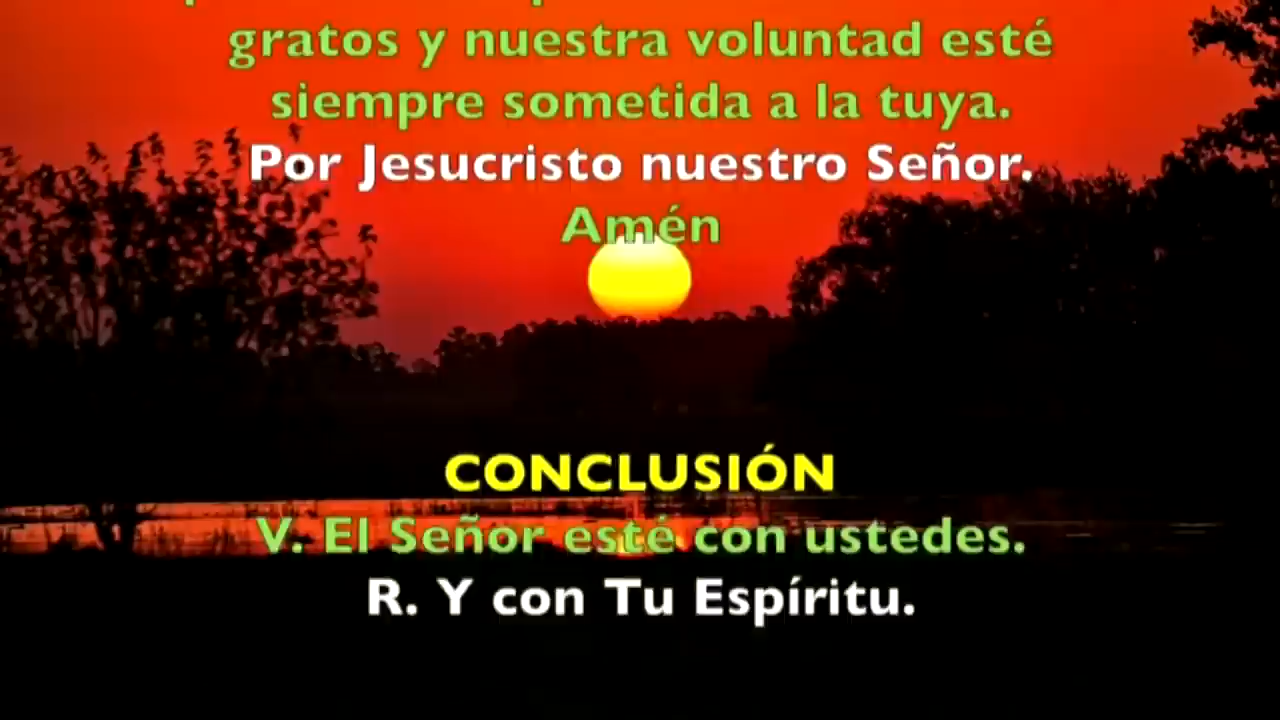 gratos y nuestra voluntad esté
siempre sometida a la tuya.
Por Jesucristo nuestro Señor.
Amén
CONCLUSIÓN
V. El Señor esté con ustedes.
R. Y con Tu Espíritu.